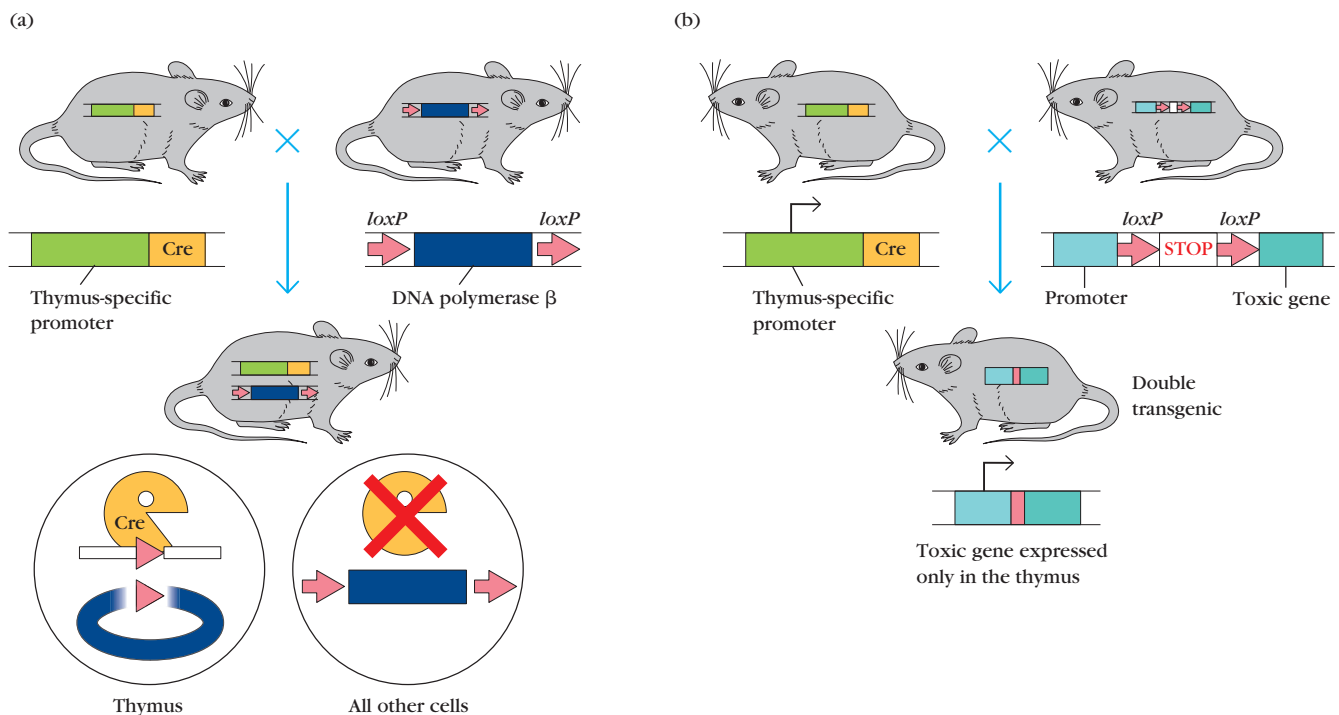 (a)
loxP
loxP
Cre
Thymus-specific
promoter
DNA polymerase β
Cre
Thymus
All other cells
(b)
loxP
loxP
Cre
STOP
Thymus-specific
promoter
Promoter
Toxic gene
Double
transgenic
Toxic gene expressed
only in the thymus